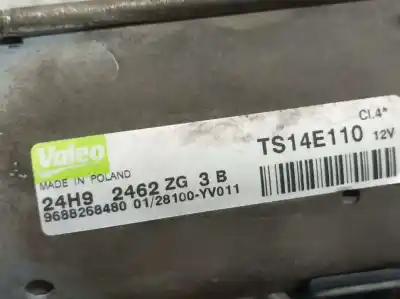 Valeo
Cl.4*
TS14E110 12V
MADE IN POLAND
24H9 2462 ZG 3 B
9688268480 01/28100-YV011